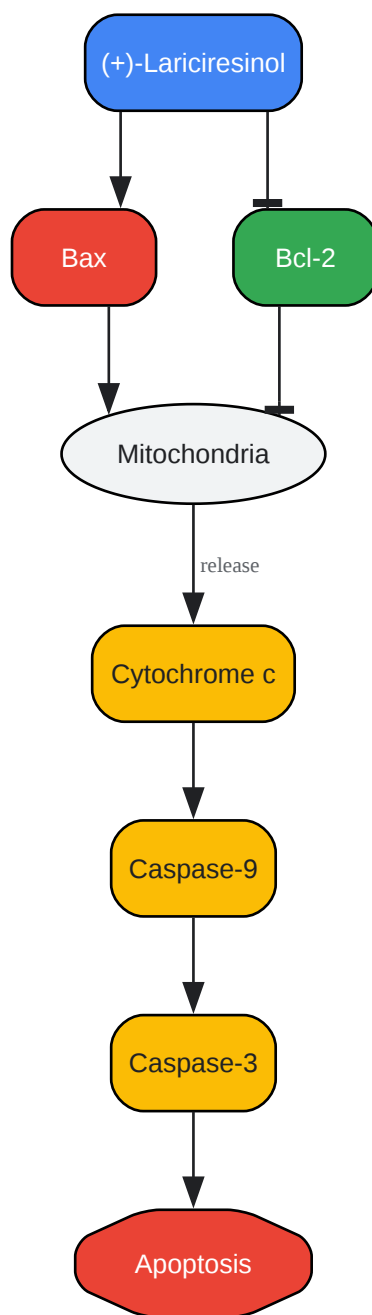 (+)-Lariciresinol
Bax
Bcl-2
Mitochondria
release
Cytochrome c
Caspase-9
Caspase-3
Apoptosis